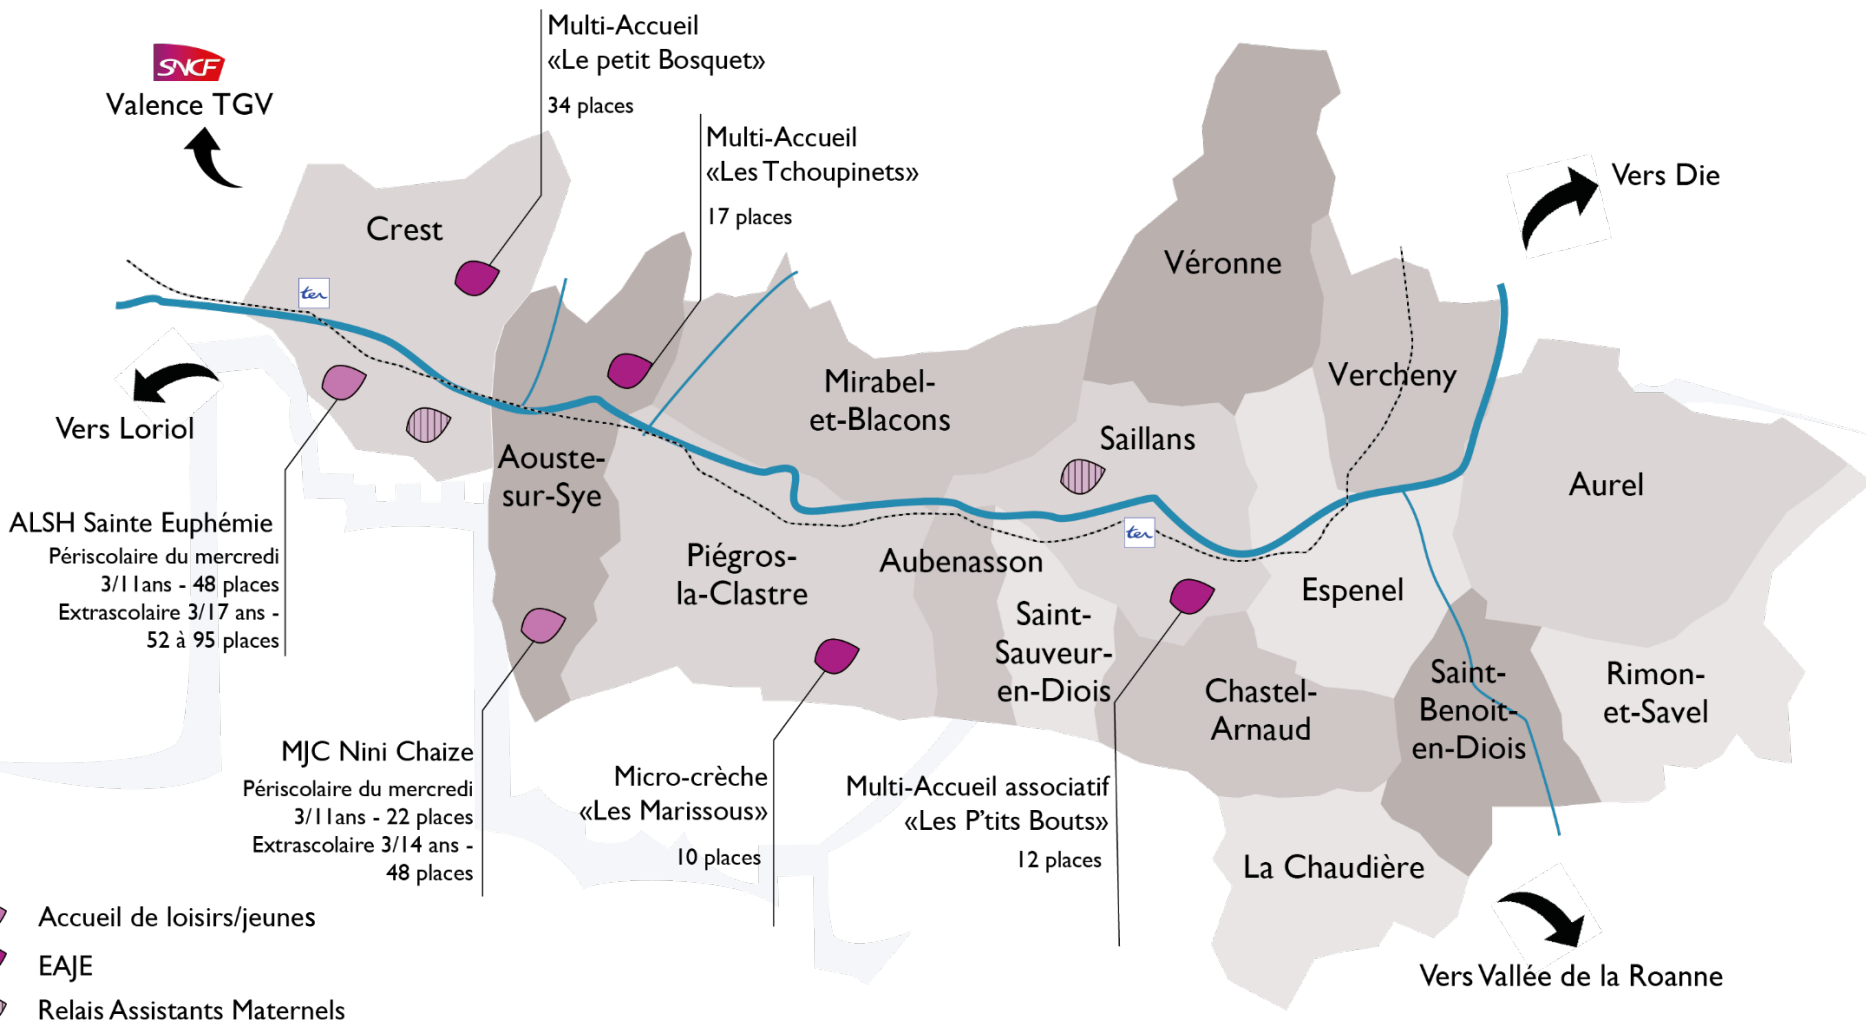 Multi-Accueil
«Le petit Bosquet»
34 places
SNCF
Valence TGV
Multi-Accueil
«Les Tchoupinets»
17 places
Vers Die
Crest
Véronne
ter
Vercheny
Mirabel-
et-Blacons
Vers Loriol
Saillans
Aouste-
sur-Sye
Aurel
ALSH Sainte Euphémie
Périscolaire du mercredi
3/11ans - 48 places
Extrascolaire 3/17 ans -
52 à 95 places
ter
Piégros-
la-Clastre
Aubenasson
Espenel
Saint-
Sauveur-
en-Diois
Saint-
Benoit-
en-Diois
Rimon-
et-Savel
Chastel-
Arnaud
MJC Nini Chaize
Périscolaire du mercredi
3/11ans - 22 places
Extrascolaire 3/14 ans -
48 places
Micro-crèche
«Les Marissous»
10 places
Multi-Accueil associatif
«Les P'tits Bouts»
12 places
La Chaudière
Accueil de loisirs/jeunes
EAJE
Relais Assistants Maternels
Vers Vallée de la Roanne